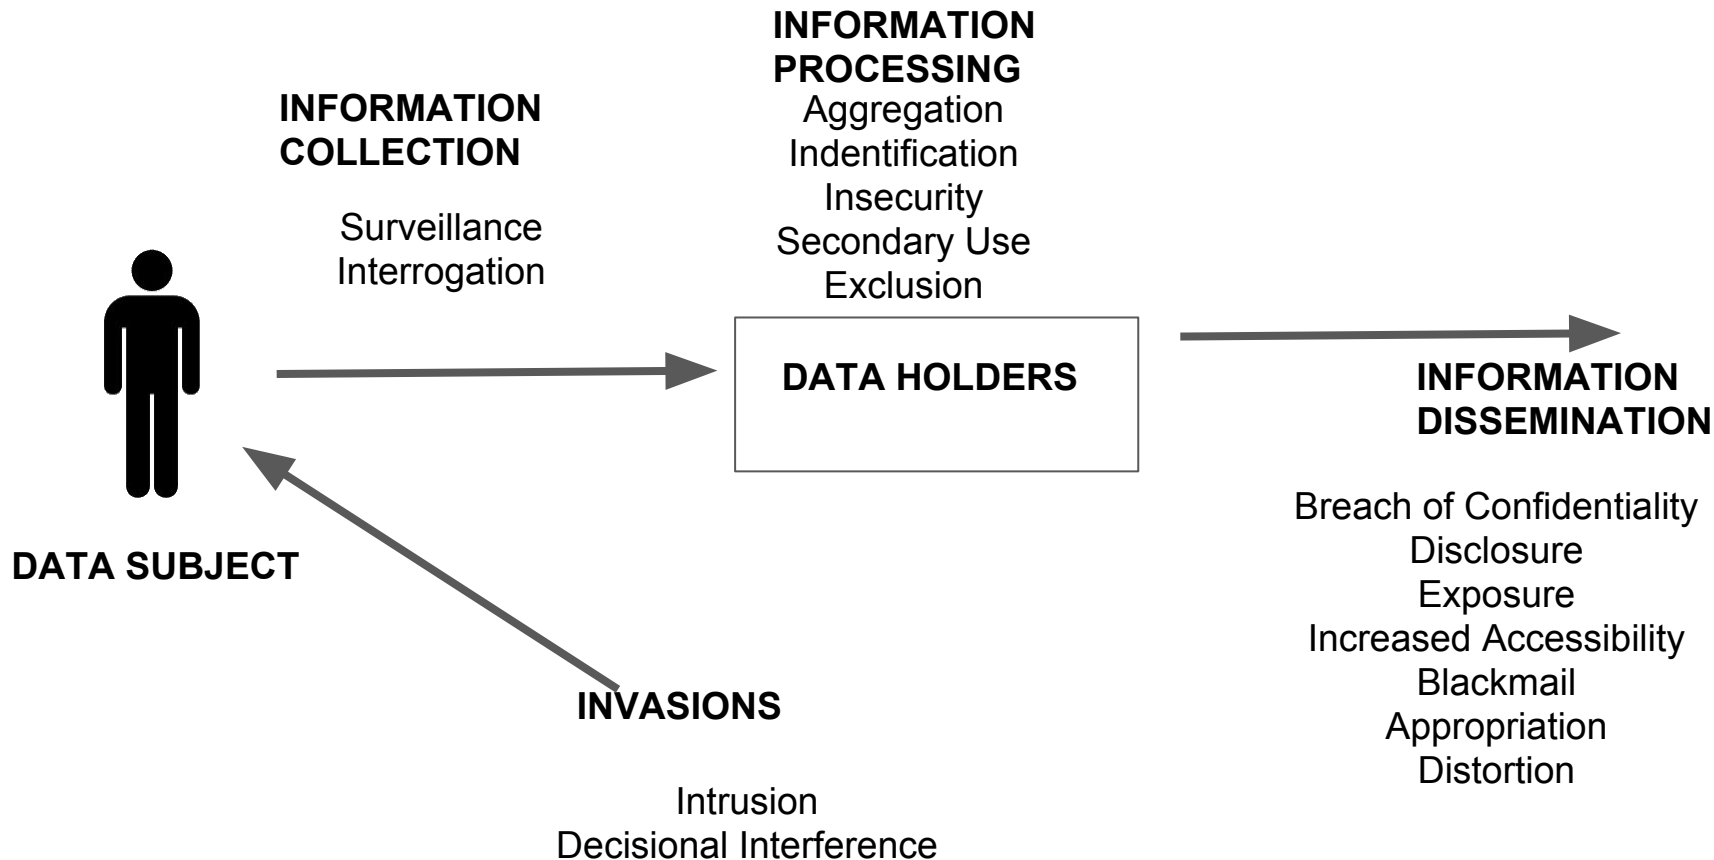 INFORMATION
PROCESSING
Aggregation
Indentification
Insecurity
Secondary Use
Exclusion
INFORMATION
COLLECTION
Surveillance
Interrogation
DATA HOLDERS
INFORMATION
DISSEMINATION
Breach of Confidentiality
Disclosure
Exposure
Increased Accessibility
Blackmail
Appropriation
Distortion
DATA SUBJECT
INVASIONS
Intrusion
Decisional Interference